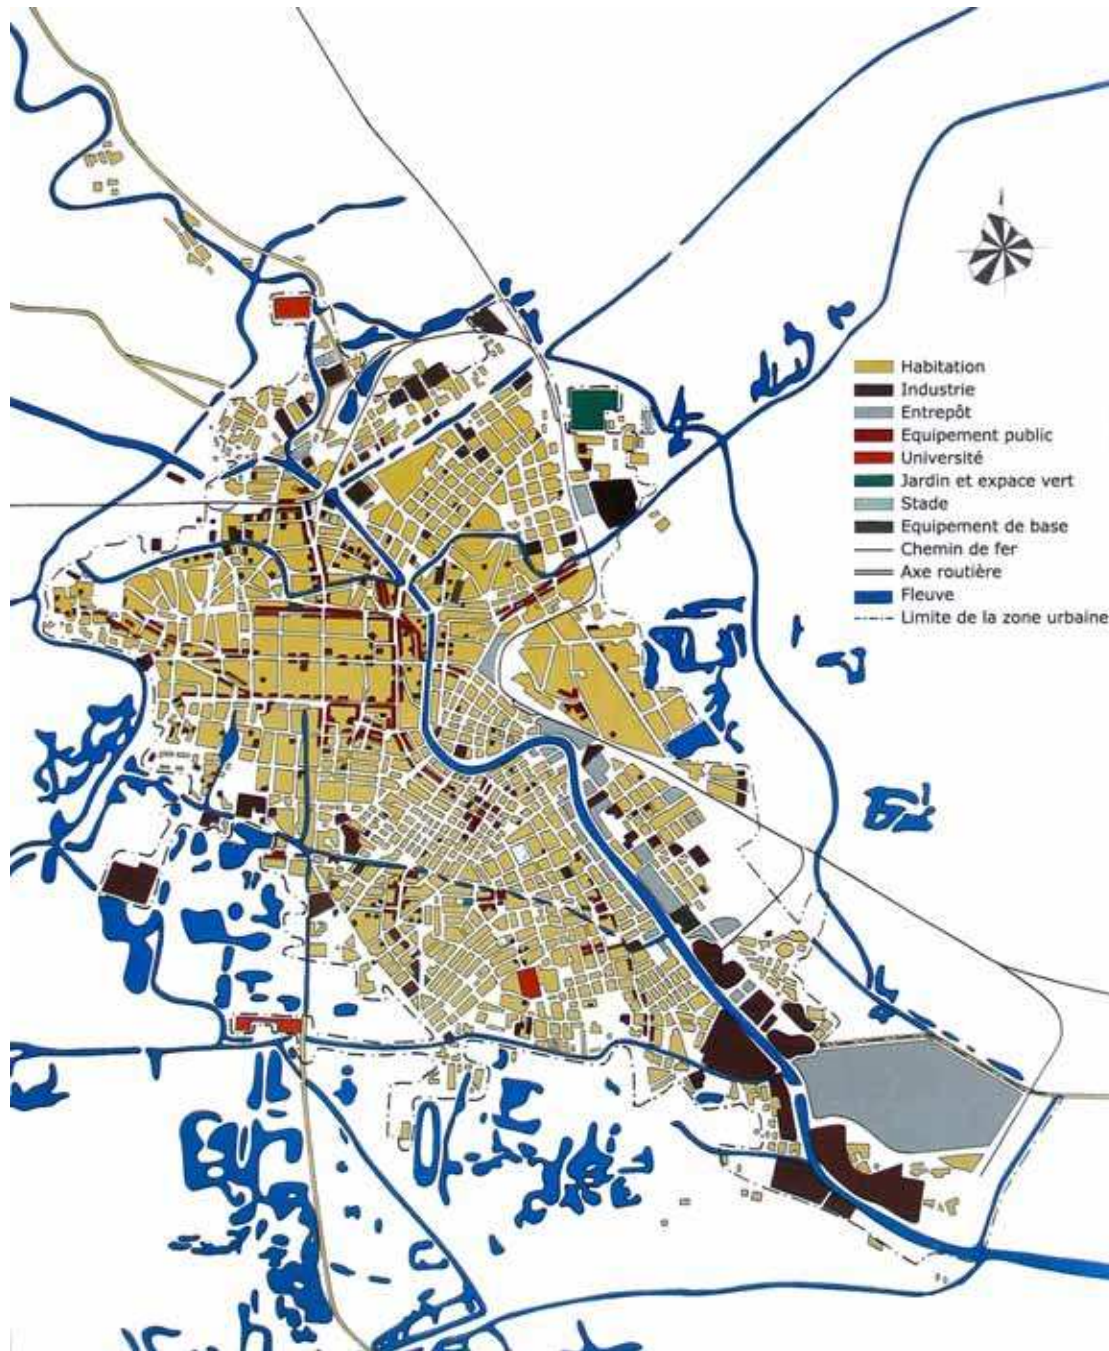 Habitation
Industrie
Entrepôt
Equipement public
Université
Jardin et expace vert
Stade
Equipement de base
Chemin de fer
Axe routière
Fleuve
Limite de la zone urbaine